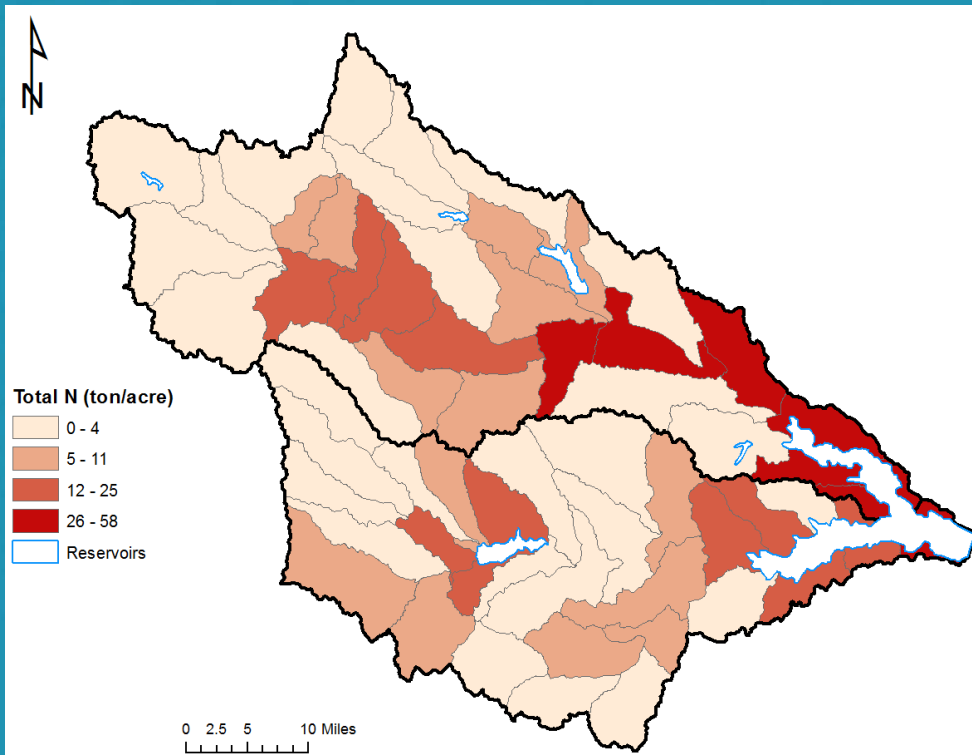 N
Total N (ton/acre)
0 - 4
5 - 11
12 - 25
26 - 58
Reservoirs
0 2.5 5 10 Miles